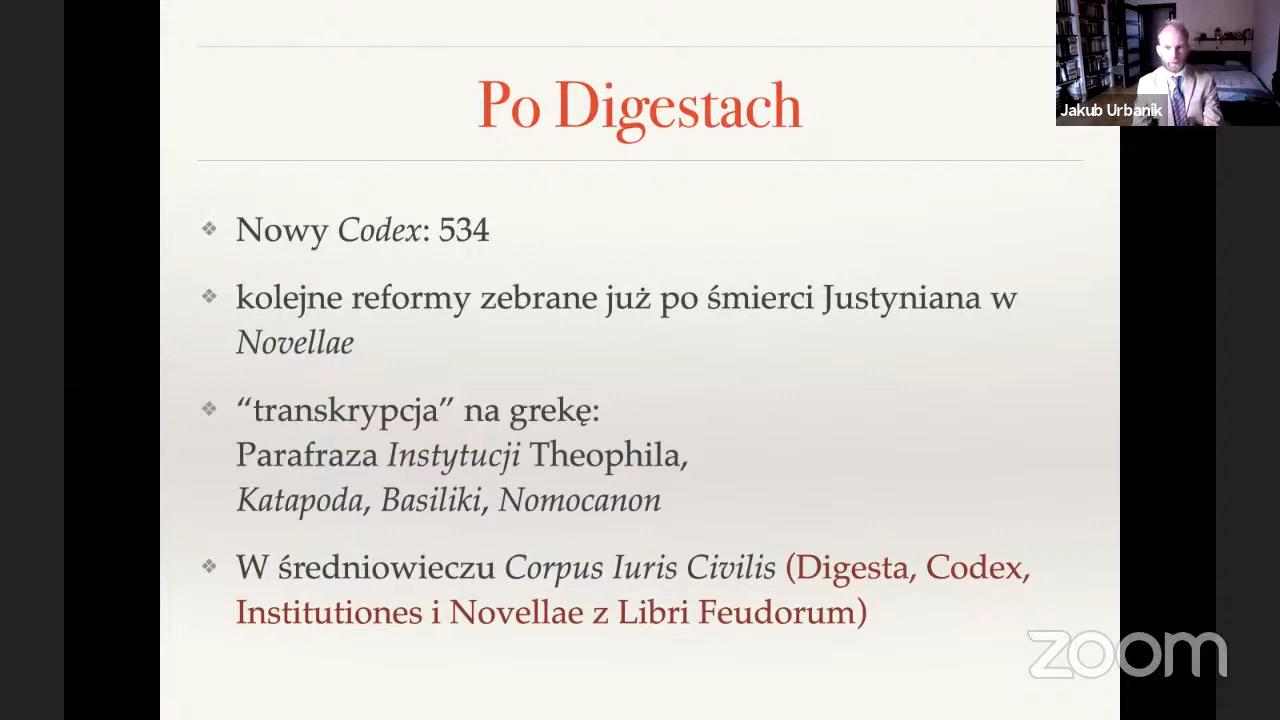 Po Digestach
Jakub Urbanik
Nowy Codex: 534
kolejne reformy zebrane już po śmierci Justyniana w
Novellae
“transkrypcja” na grekę:
Parafraza Instytucji Theophila,
Katapoda, Basiliki, Nomocanon
W średniowieczu Corpus Iuris Civilis (Digesta, Codex,
Institutiones i Novellae z Libri Feudorum)
zoom